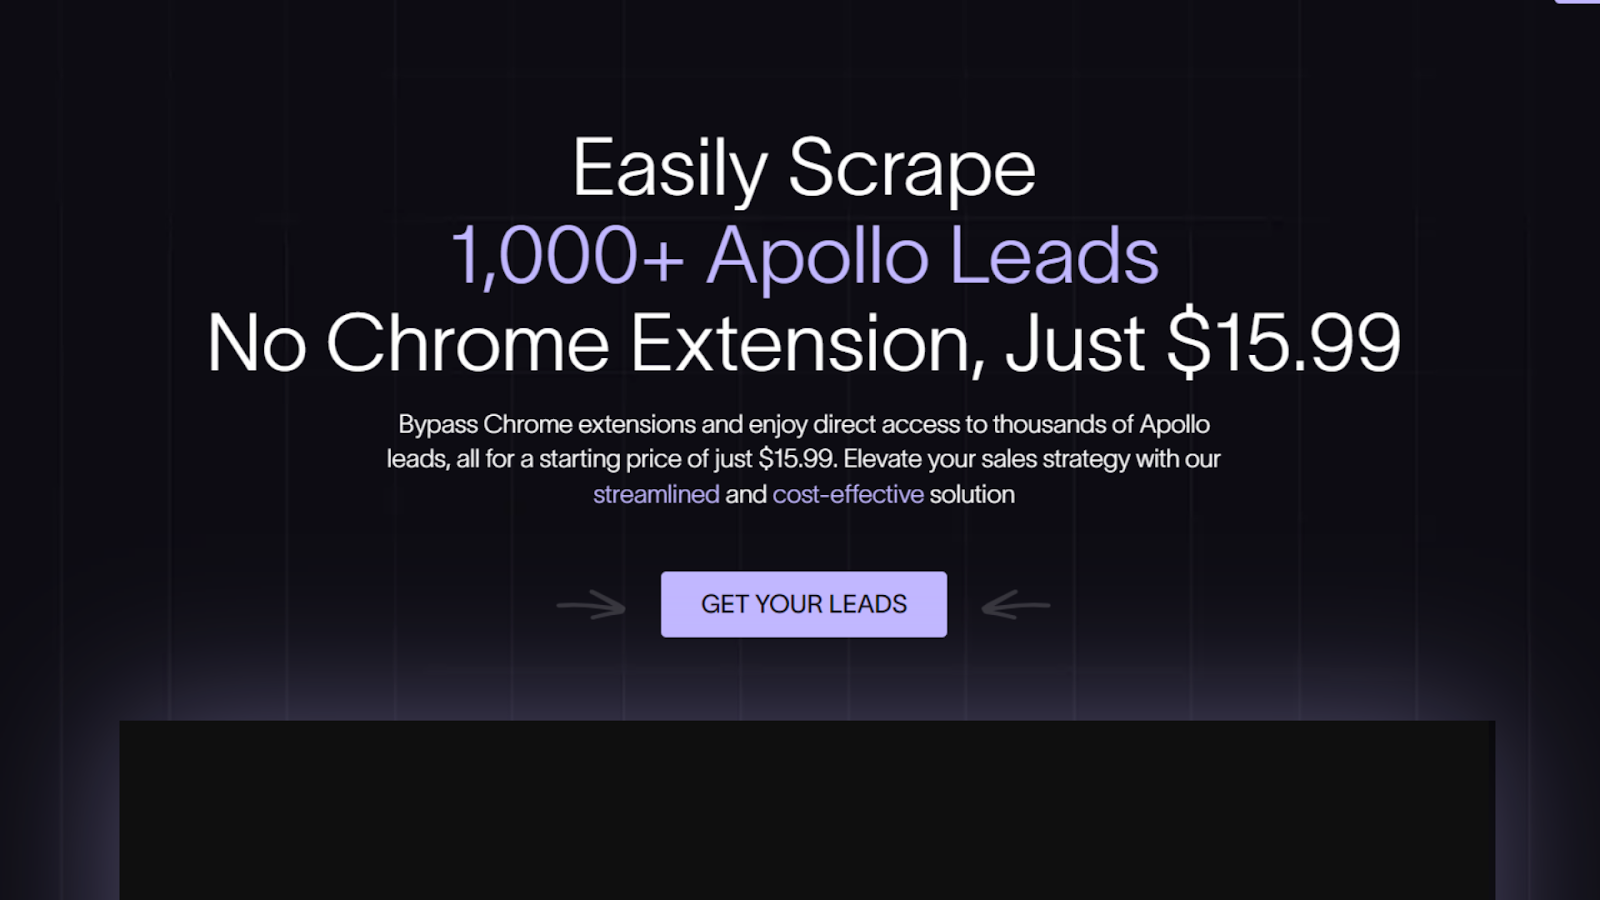 Easily Scrape
1,000+ Apollo Leads
No Chrome Extension, Just $15.99
Bypass Chrome extensions and enjoy direct access to thousands of Apollo
leads, all for a starting price of just $15.99. Elevate your sales strategy with our
streamlined and cost-effective solution
GET YOUR LEADS